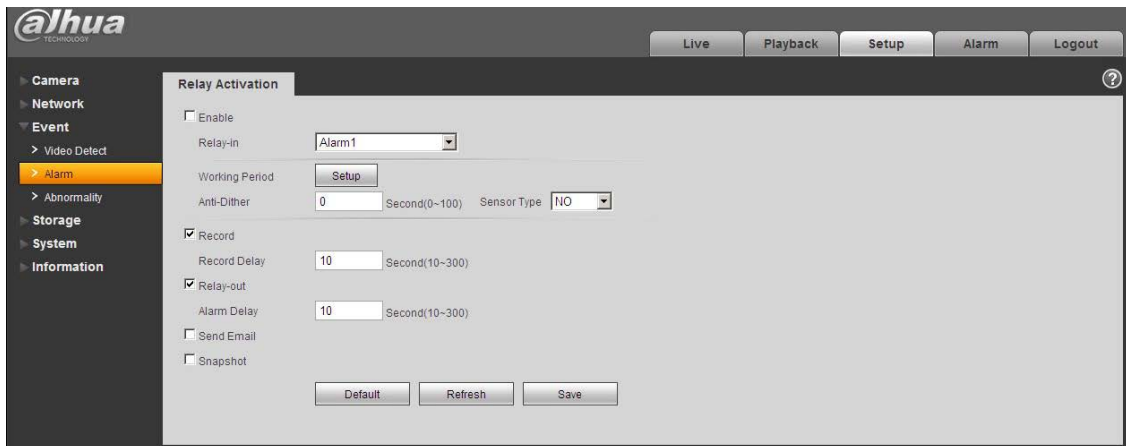 alhua
TECHNOLOGY
Live Playback Setup Alarm Logout
Camera
Network
Event
> Video Detect
> Alarm
> Abnormality
Storage
System
Information
Relay Activation
?
Enable
Relay-in Alarm1
Working Period Setup
Anti-Dither 0 Second(0~100) Sensor Type NO
Record
Record Delay 10 Second(10~300)
Relay-out
Alarm Delay 10 Second(10~300)
Send Email
Snapshot
Default Refresh Save